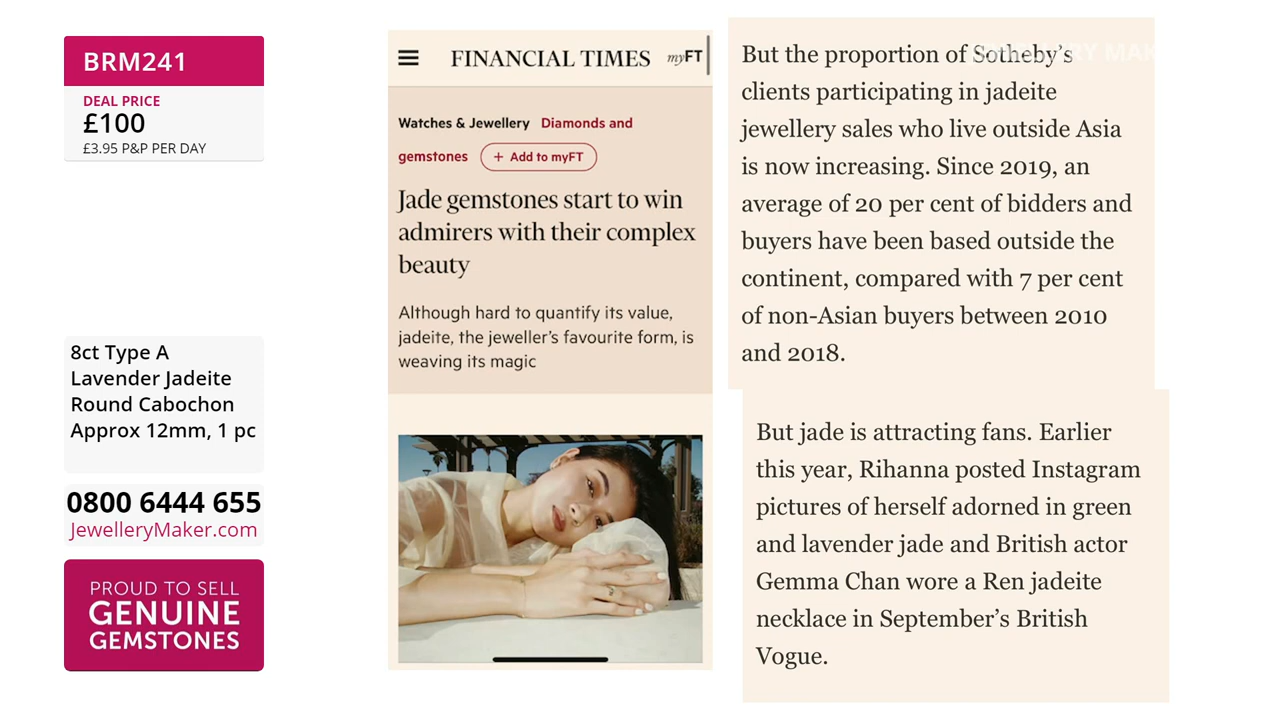 BRM241
DEAL PRICE
£100
£3.95 P&P PER DAY
8ct Type A
Lavender Jadeite
Round Cabochon
Approx 12mm, 1 pc
0800 6444 655
JewelleryMaker.com
PROUD TO SELL
GENUINE
GEMSTONES
FINANCIAL TIMES myFT
Watches & Jewellery Diamonds and
gemstones + Add to myFT
Jade gemstones start to win
admirers with their complex
beauty
Although hard to quantify its value,
jadeite, the jeweller's favourite form, is
weaving its magic
But the proportion of Sotheby's
clients participating in jadeite
jewellery sales who live outside Asia
is now increasing. Since 2019, an
average of 20 per cent of bidders and
buyers have been based outside the
continent, compared with 7 per cent
of non-Asian buyers between 2010
and 2018.
But jade is attracting fans. Earlier
this year, Rihanna posted Instagram
pictures of herself adorned in green
and lavender jade and British actor
Gemma Chan wore a Ren jadeite
necklace in September's British
Vogue.